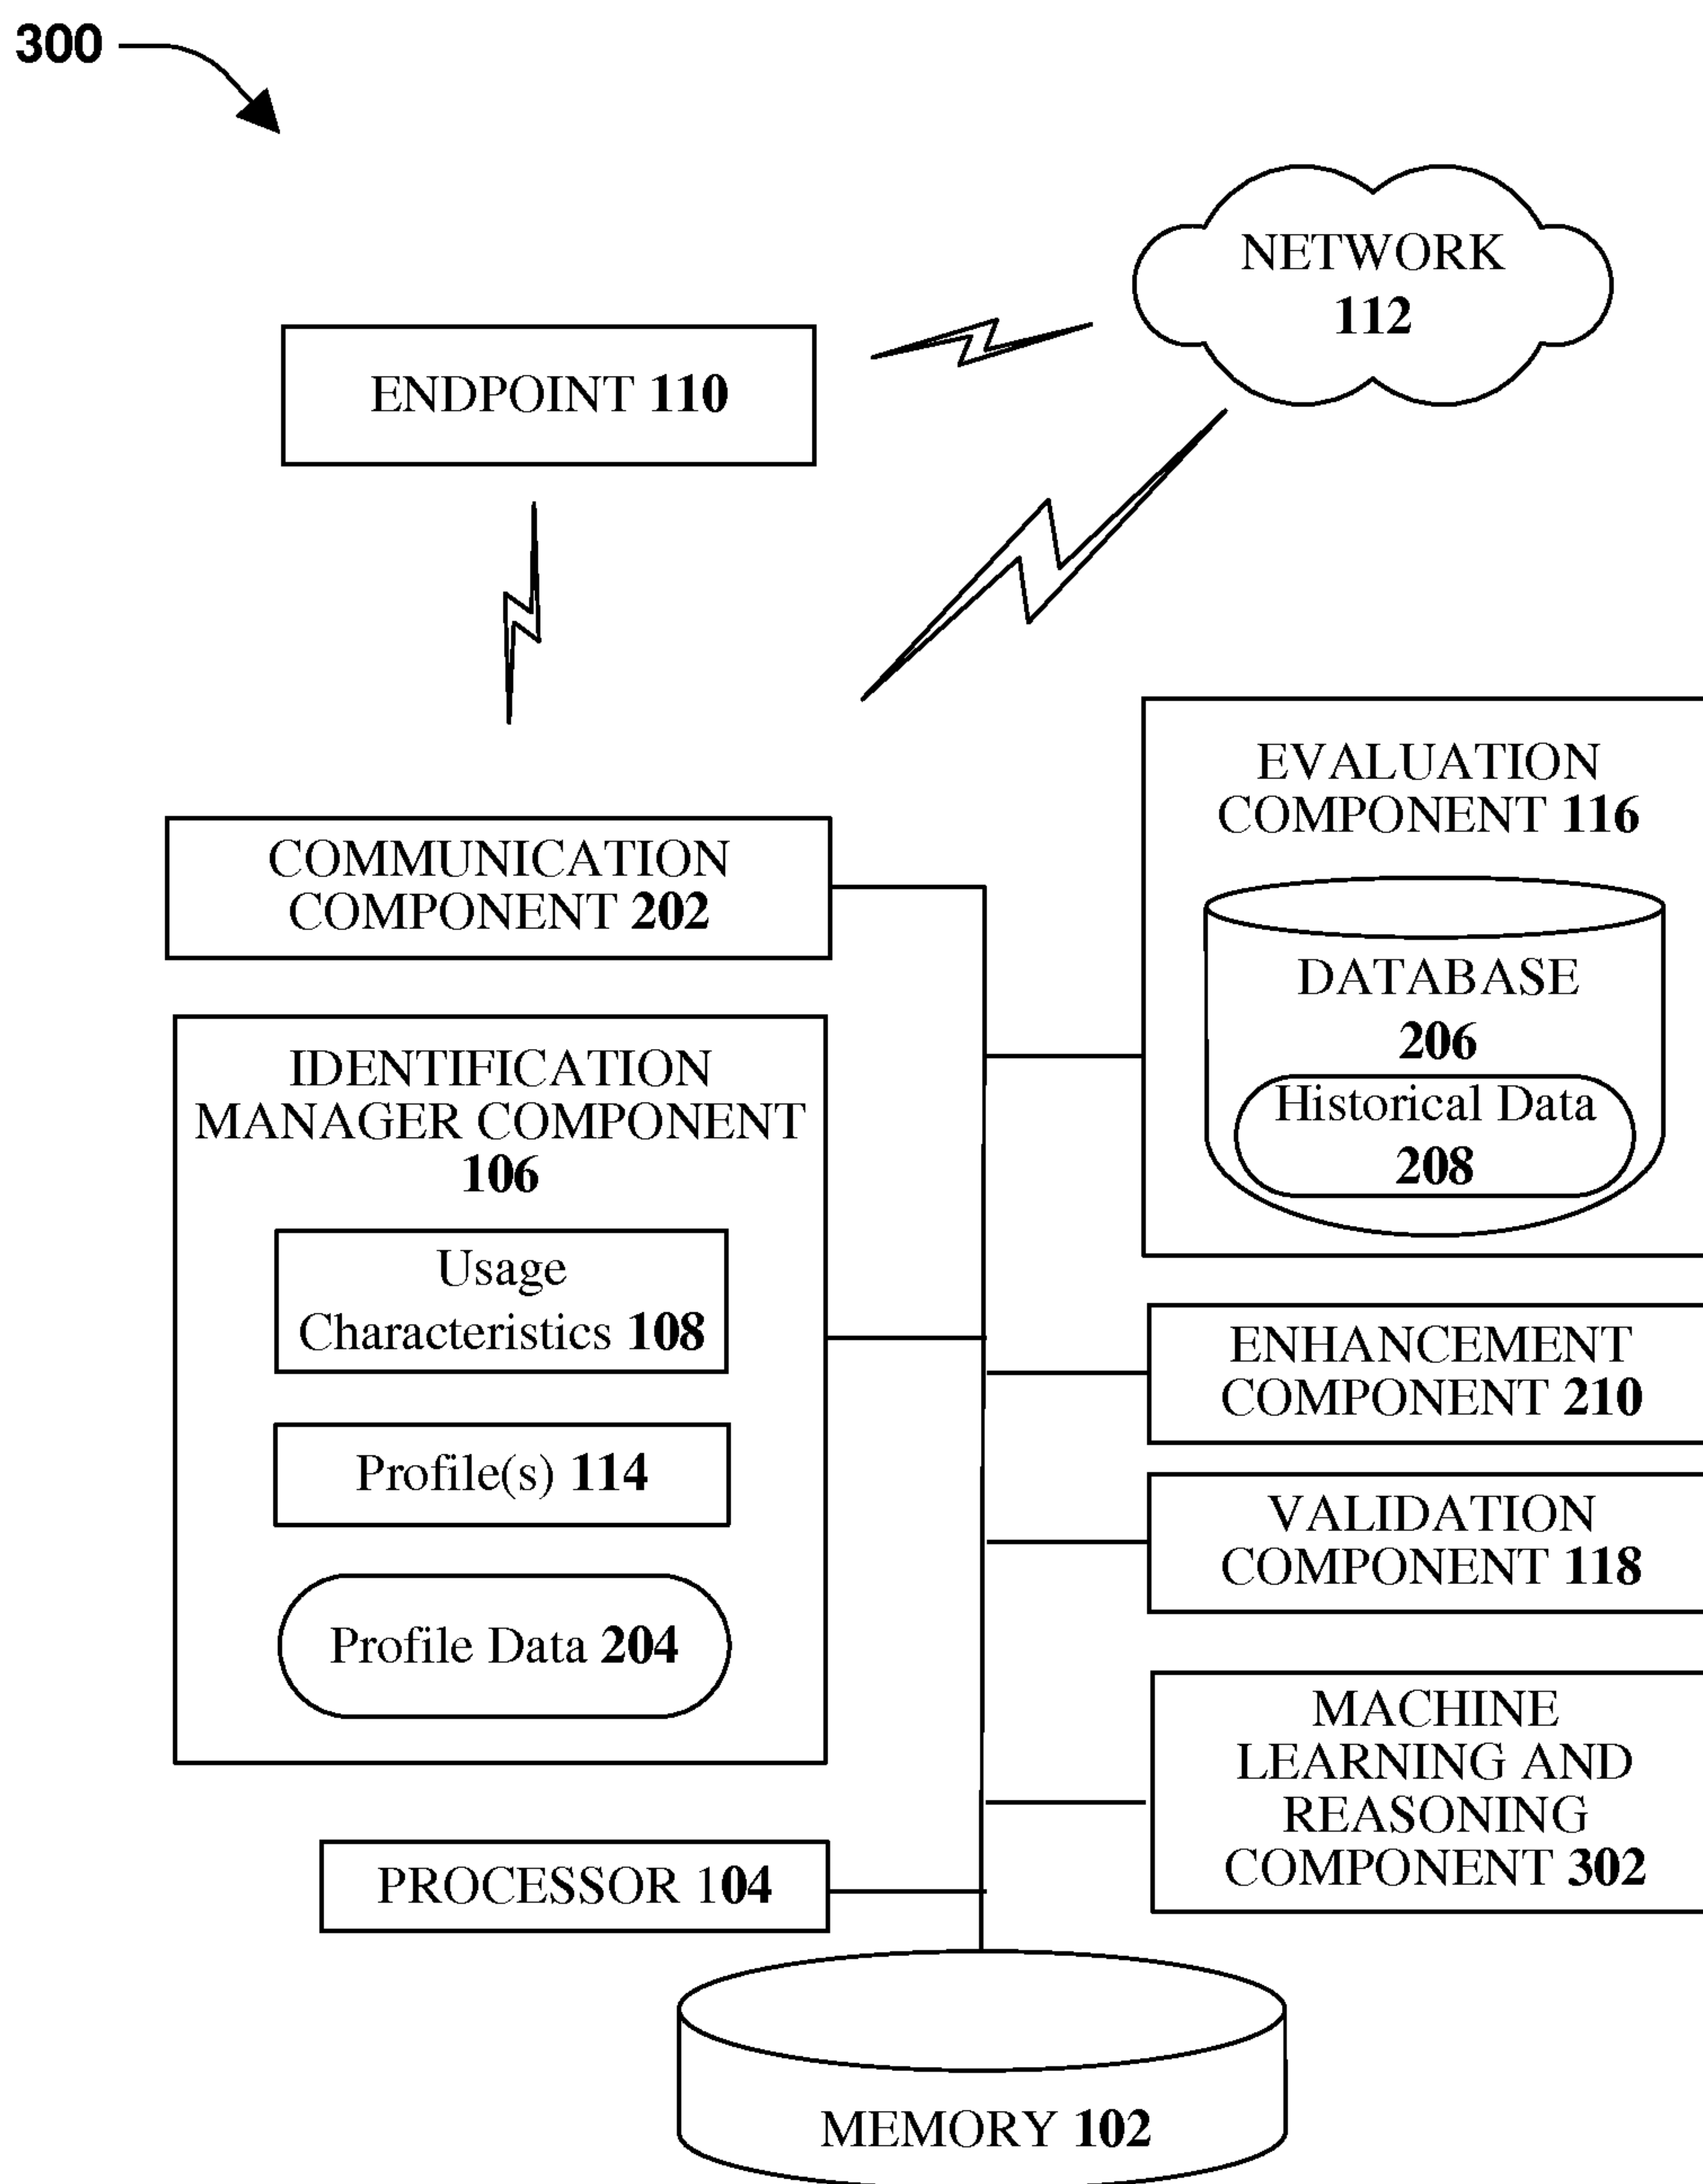 300
NETWORK
112
ENDPOINT 110
COMMUNICATION
COMPONENT 202
IDENTIFICATION
MANAGER COMPONENT
106
Usage
Characteristics 108
Profile(s) 114
Profile Data 204
PROCESSOR 104
EVALUATION
COMPONENT 116
DATABASE
206
Historical Data
208
ENHANCEMENT
COMPONENT 210
VALIDATION
COMPONENT 118
MACHINE
LEARNING AND
REASONING
COMPONENT 302
MEMORY 102